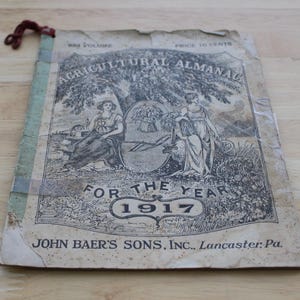 VOLUME
PRICE 10 CENTS
AGRICULTURAL ALMANAC
FOR THE YEAR
1917
JOHN BAER'S SONS, INC., Lancaster, Pa.